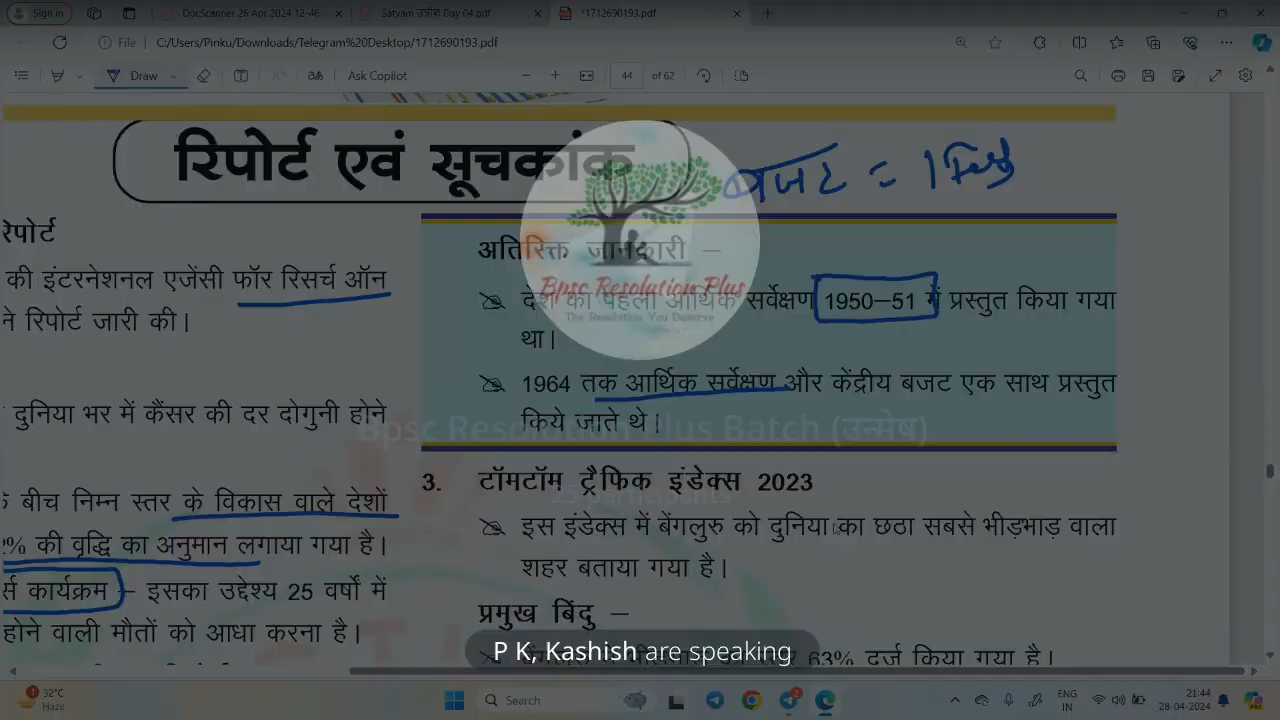 Sign in
DocScanner 26 Apr 2024 12-46
Satyam उन्मेष Day 04.pdf
*1712690193.pdf
File C:/Users/Pinku/Downloads/Telegram%20Desktop/1712690193.pdf
Draw
Ask Copilot
44 of 62
रिपोर्ट एवं सूचकांक
बजट =
रिपोर्ट
की इंटरनेशनल एजेंसी फॉर रिसर्च ऑन
ने रिपोर्ट जारी की।
दुनिया भर में कैंसर की दर दोगुनी होने
बीच निम्न स्तर के विकास वाले देशों
2% की वृद्धि का अनुमान लगाया गया है।
र्स कार्यक्रम – इसका उद्देश्य 25 वर्षों में
होने वाली मौतों को आधा करना है।
अतिरिक्त जानकारी –
देश का पहला आर्थिक सर्वेक्षण 1950–51 में प्रस्तुत किया गया
था।
1964 तक आर्थिक सर्वेक्षण और केंद्रीय बजट एक साथ प्रस्तुत
किये जाते थे।
Bpsc Resolution Plus
The Resolution You Deserve
Bpsc Resolution Plus Batch (उन्मेष)
25 participants
3. टॉमटॉम ट्रैफिक इंडेक्स 2023
इस इंडेक्स में बेंगलुरु को दुनिया का छठा सबसे भीड़भाड़ वाला
शहर बताया गया है।
प्रमुख बिंदु –
63% दर्ज किया गया है।
P K, Kashish are speaking
32°C
Haze
Search
ENG
IN
21:44
28-04-2024